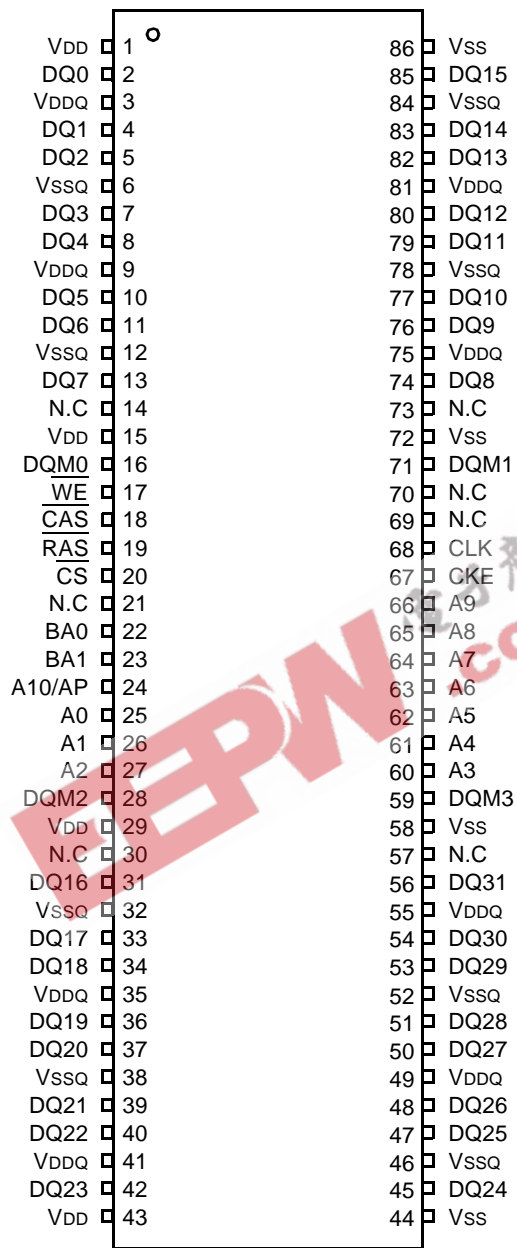 VDD 1 86 VSS
DQ0 2 85 DQ15
VDDQ 3 84 VSSQ
DQ1 4 83 DQ14
DQ2 5 82 DQ13
VSSQ 6 81 VDDQ
DQ3 7 80 DQ12
DQ4 8 79 DQ11
VDDQ 9 78 VSSQ
DQ5 10 77 DQ10
DQ6 11 76 DQ9
VSSQ 12 75 VDDQ
DQ7 13 74 DQ8
N.C 14 73 N.C
VDD 15 72 VSS
DQM0 16 71 DQM1
WE 17 70 N.C
CAS 18 69 N.C
RAS 19 68 CLK
CS 20 67 CKE
N.C 21 66 A9
BA0 22 65 A8
BA1 23 64 A7
A10/AP 24 63 A6
A0 25 62 A5
A1 26 61 A4
A2 27 60 A3
DQM2 28 59 DQM3
VDD 29 58 VSS
N.C 30 57 N.C
DQ16 31 56 DQ31
VSSQ 32 55 VDDQ
DQ17 33 54 DQ30
DQ18 34 53 DQ29
VDDQ 35 52 VSSQ
DQ19 36 51 DQ28
DQ20 37 50 DQ27
VSSQ 38 49 VDDQ
DQ21 39 48 DQ26
DQ22 40 47 DQ25
VDDQ 41 46 VSSQ
DQ23 42 45 DQ24
VDD 43 44 VSS
EEPW